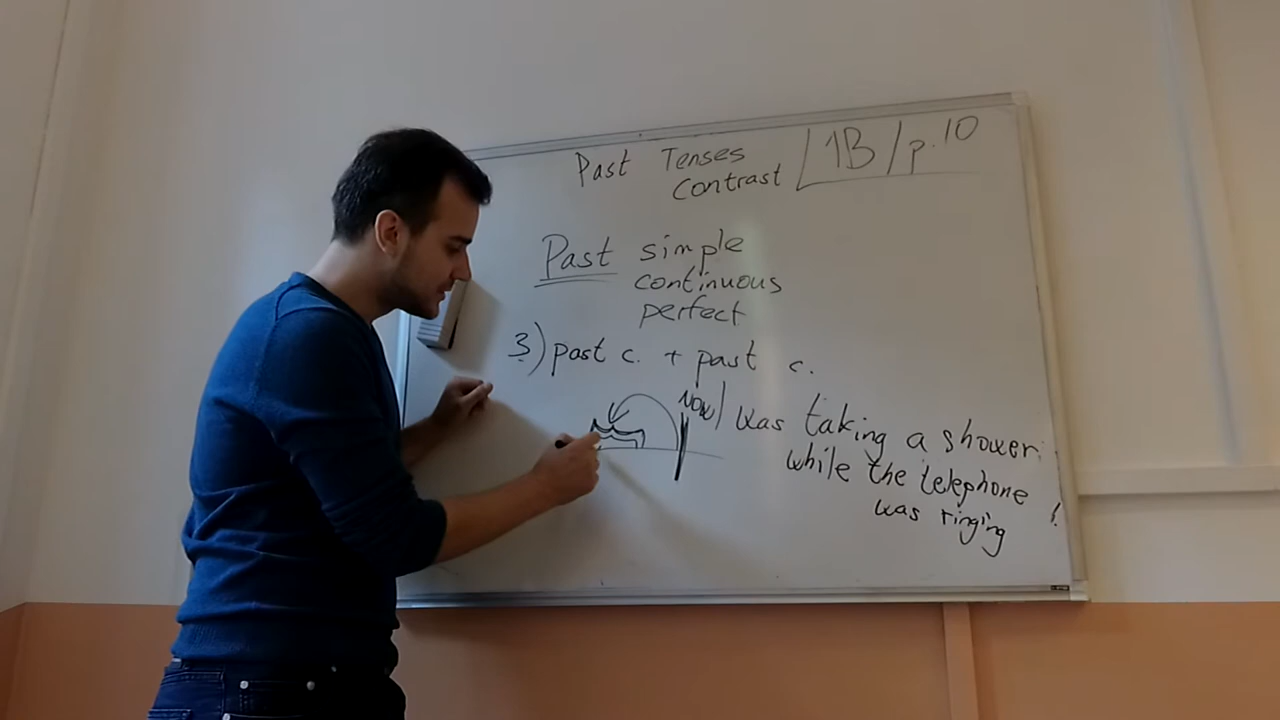 Past Tenses
contrast
1B/p.10
Past simple
continuous
perfect
3) past c. + past c.
NOW
I was taking a shower
while the telephone
was ringing